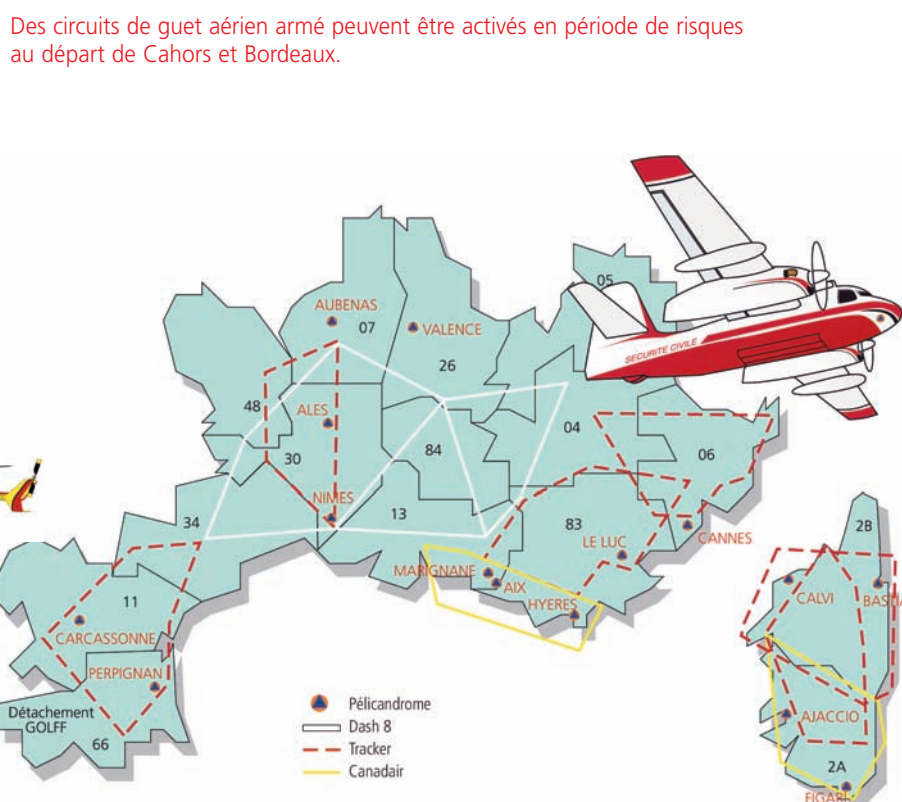 Des circuits de guet aérien armé peuvent être activés en période de risques
au départ de Cahors et Bordeaux.
SECURITE CIVILE
05
AUBENAS
07
VALENCE
26
48
ALES
30
84
04
06
NIMES
13
34
83
2B
LE LUC
CANNES
MARIGNANE
AIX
HYERES
CALVI
BASTIA
11
CARCASSONNE
PERPIGNAN
Détachement
GOLFF
66
Pélicandrome
Dash 8
Tracker
Canadair
AJACCIO
2A
FIGARI